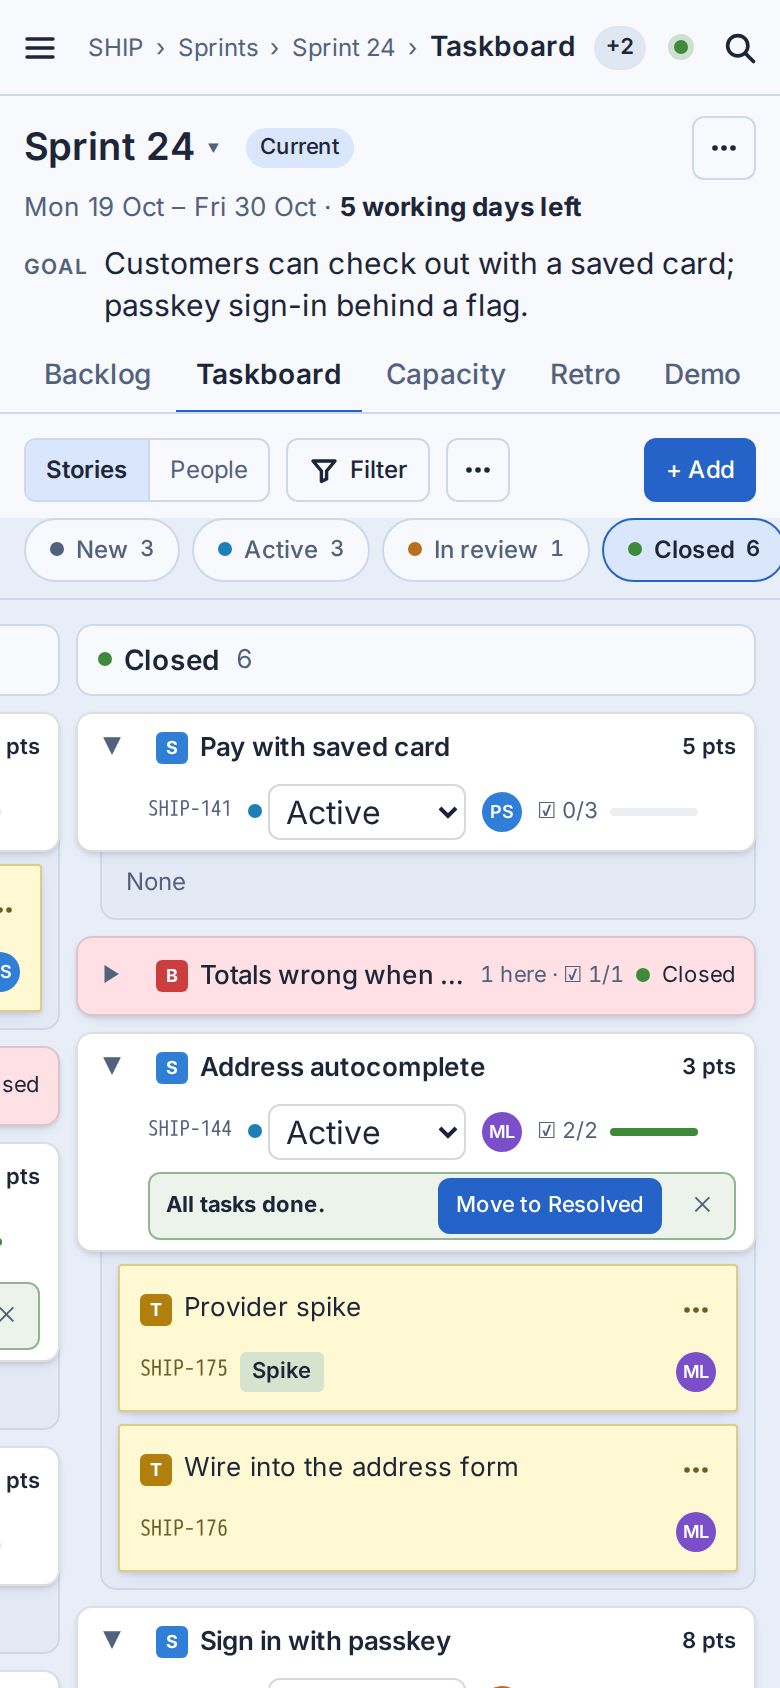 SHIP › Sprints › Sprint 24 › Taskboard +2
Sprint 24 ▾ Current
Mon 19 Oct – Fri 30 Oct · 5 working days left
GOAL Customers can check out with a saved card;
passkey sign-in behind a flag.
Backlog Taskboard Capacity Retro Demo
Stories People Filter ••• + Add
New 3 Active 3 In review 1 Closed 6
Closed 6
pts
▼ S Pay with saved card 5 pts
SHIP-141 Active PS ☑ 0/3
None
S
▶ B Totals wrong when ... 1 here · ☑ 1/1 Closed
sed
▼ S Address autocomplete 3 pts
SHIP-144 Active ML ☑ 2/2
pts
All tasks done. Move to Resolved ×
×
T Provider spike •••
SHIP-175 Spike ML
T Wire into the address form •••
pts
SHIP-176 ML
▼ S Sign in with passkey 8 pts